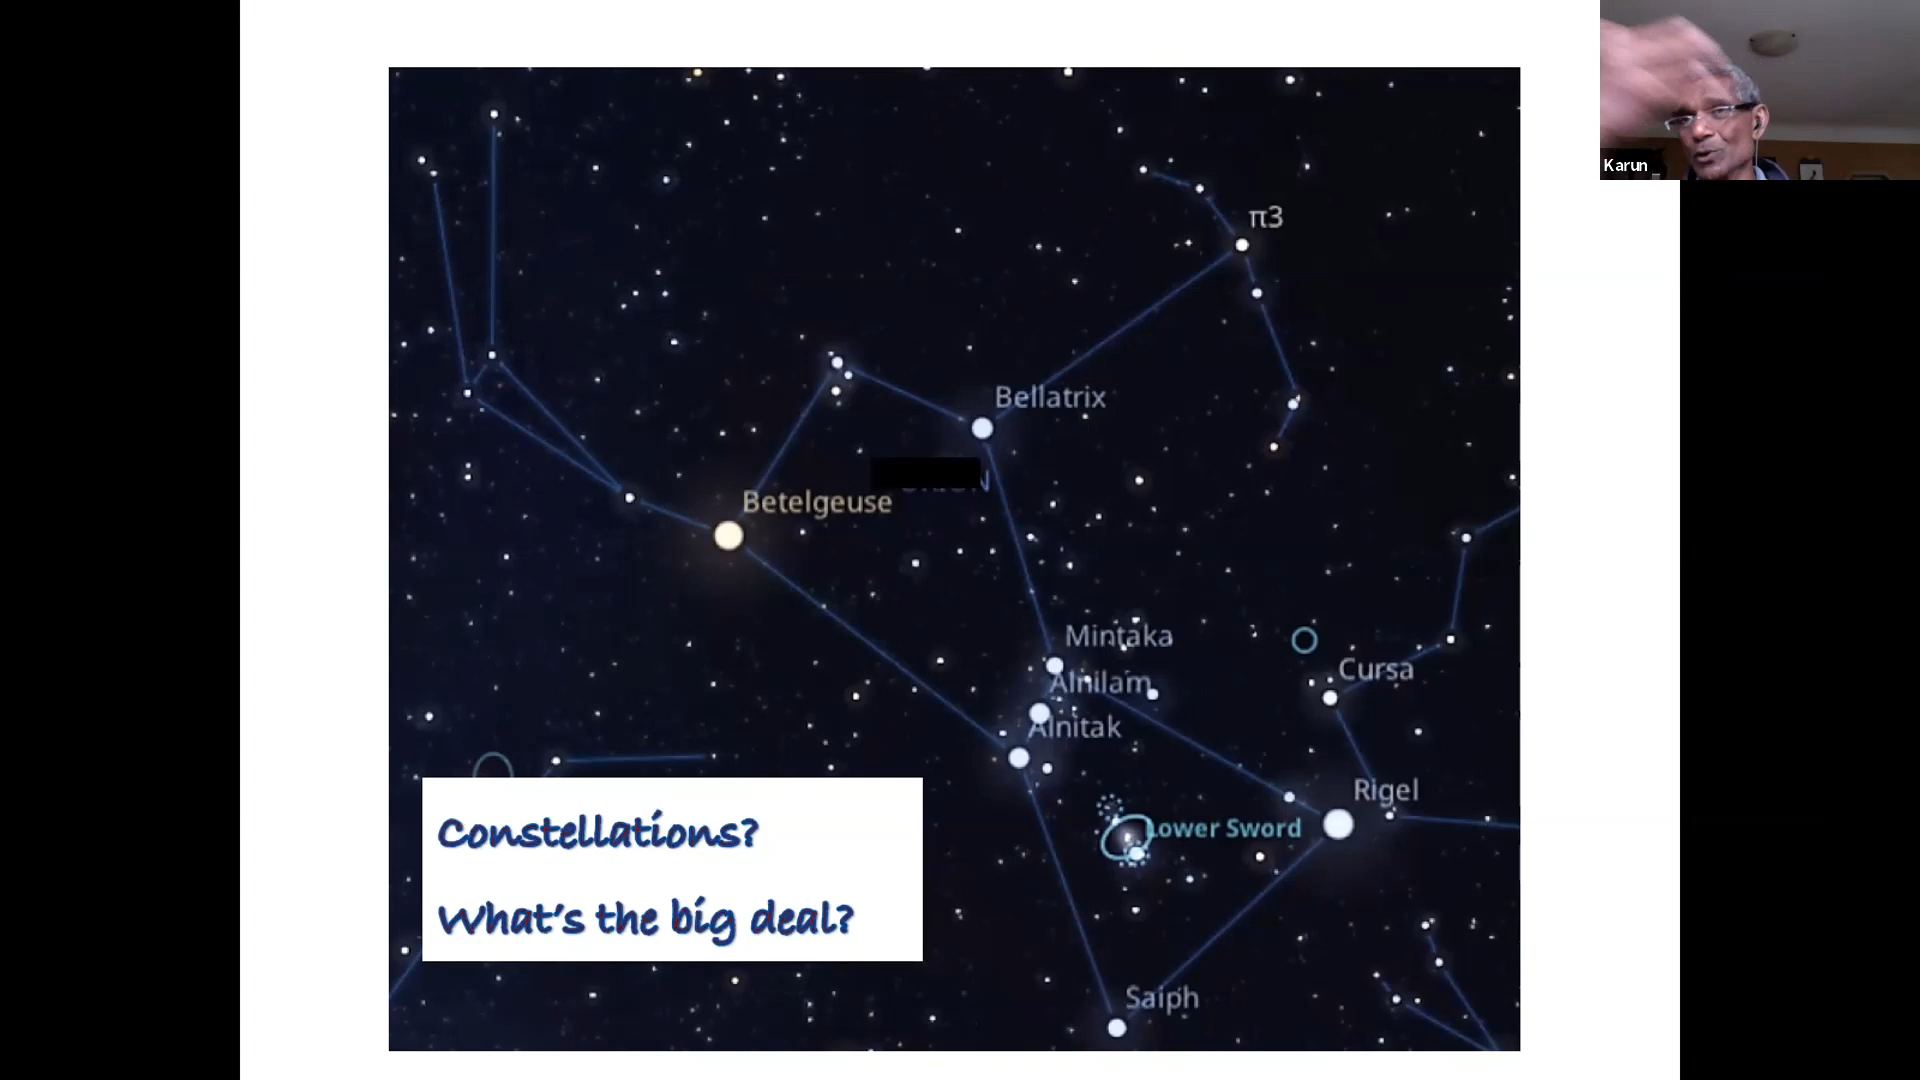 Karun
π3
Bellatrix
Betelgeuse
Mintaka
Alnilam
Cursa
Alnitak
Rigel
Lower Sword
Constellations?
What's the big deal?
Saiph